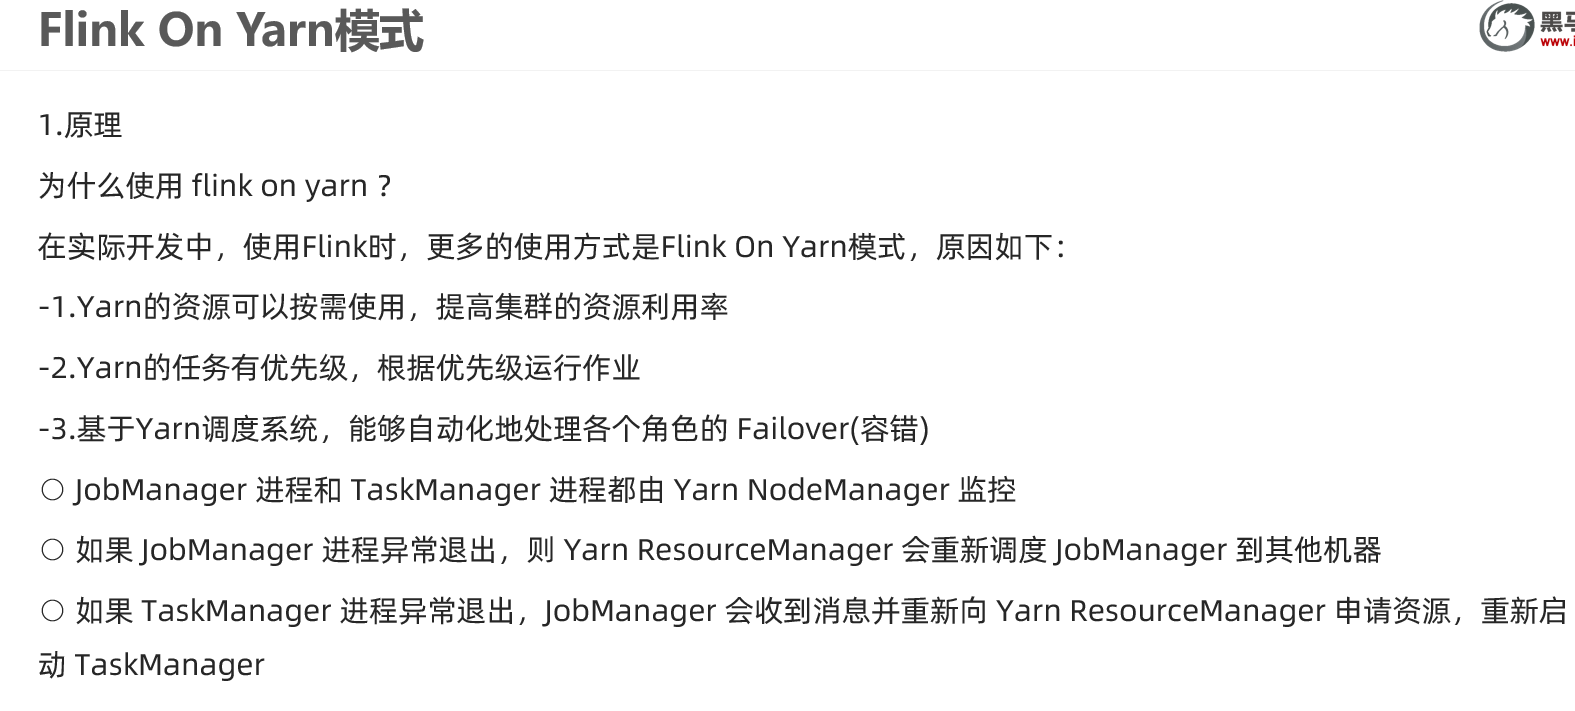 Flink On Yarn模式
黑马
www.i
1.原理
为什么使用 flink on yarn ？
在实际开发中，使用Flink时，更多的使用方式是Flink On Yarn模式，原因如下：
-1.Yarn的资源可以按需使用，提高集群的资源利用率
-2.Yarn的任务有优先级，根据优先级运行作业
-3.基于Yarn调度系统，能够自动化地处理各个角色的 Failover(容错)
○ JobManager 进程和 TaskManager 进程都由 Yarn NodeManager 监控
○ 如果 JobManager 进程异常退出，则 Yarn ResourceManager 会重新调度 JobManager 到其他机器
○ 如果 TaskManager 进程异常退出，JobManager 会收到消息并重新向 Yarn ResourceManager 申请资源，重新启
动 TaskManager